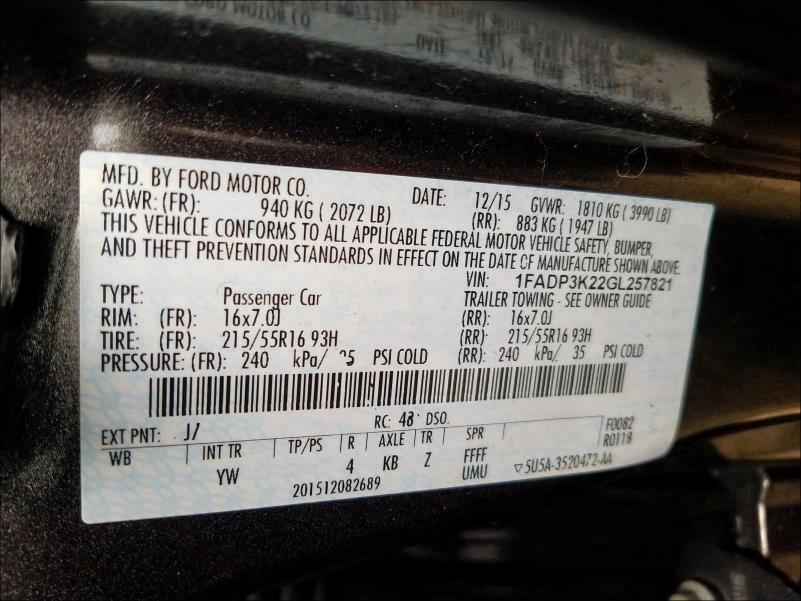 MFD. BY FORD MOTOR CO. DATE: 12/15 GVWR: 1810 KG ( 3990 LB)
GAWR: (FR): 940 KG ( 2072 LB) (RR): 883 KG ( 1947 LB)
THIS VEHICLE CONFORMS TO ALL APPLICABLE FEDERAL MOTOR VEHICLE SAFETY, BUMPER,
AND THEFT PREVENTION STANDARDS IN EFFECT ON THE DATE OF MANUFACTURE SHOWN ABOVE.
VIN: 1FADP3K22GL257821
TYPE: Passenger Car TRAILER TOWING - SEE OWNER GUIDE
RIM: (FR): 16x7.0J (RR): 16x7.0J
TIRE: (FR): 215/55R16 93H (RR): 215/55R16 93H
PRESSURE: (FR): 240 kPa/ 35 PSI COLD (RR): 240 kPa/ 35 PSI COLD
EXT PNT: J7 RC: 48 DSO: F0082
R0118
WB INT TR TP/PS R AXLE TR SPR
YW 4 KB Z FFFF
UMU
201512082689 ▽5U5A-3520472-AA